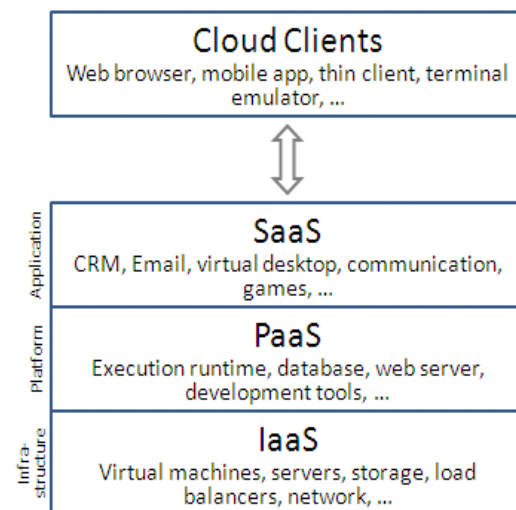 Cloud Clients
Web browser, mobile app, thin client, terminal
emulator, ...
Application
SaaS
CRM, Email, virtual desktop, communication,
games, ...
Platform
PaaS
Execution runtime, database, web server,
development tools, ...
Infra-
structure
IaaS
Virtual machines, servers, storage, load
balancers, network, ...